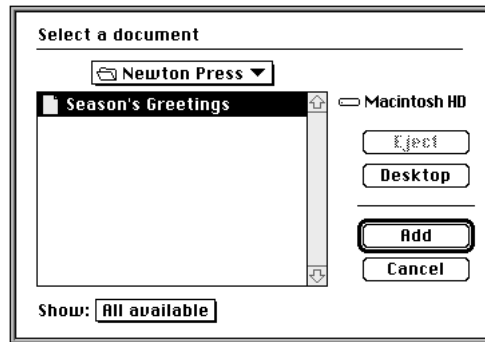 Select a document
Newton Press
Season's Greetings
Macintosh HD
Eject
Desktop
Add
Cancel
Show: All available